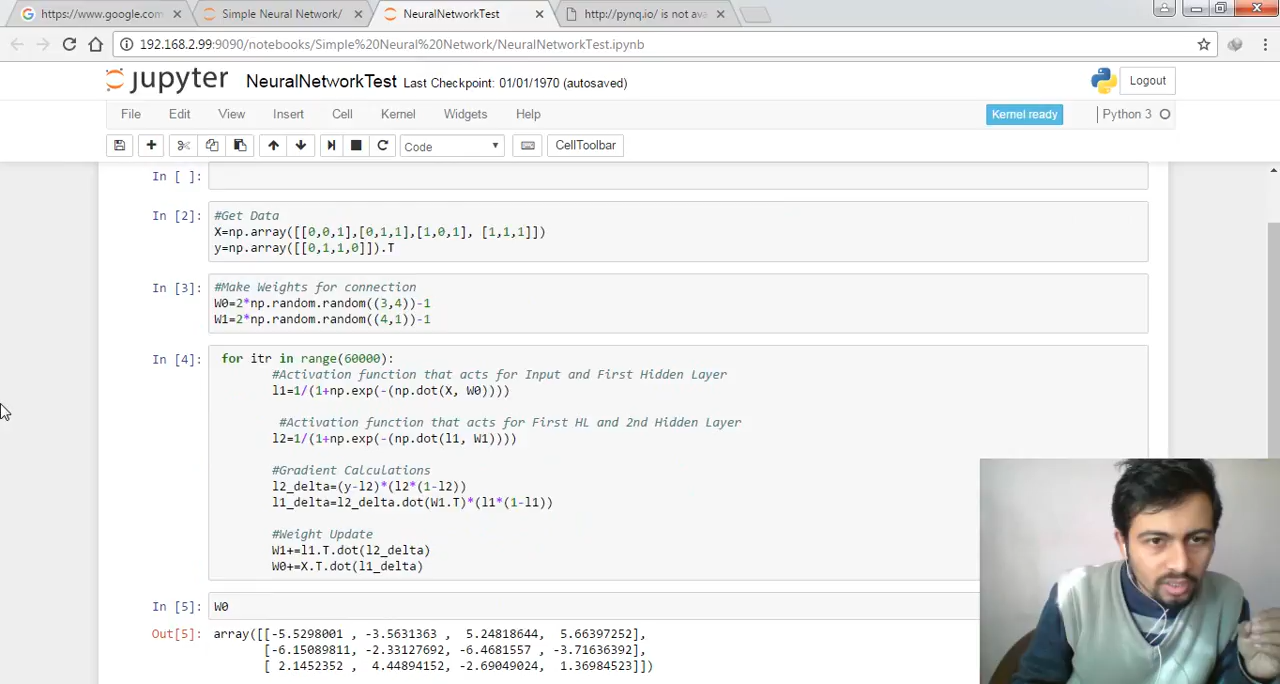 https://www.google.com
Simple Neural Network/
NeuralNetworkTest
http://pynq.io/ is not ava
192.168.2.99:9090/notebooks/Simple%20Neural%20Network/NeuralNetworkTest.ipynb
jupyter NeuralNetworkTest Last Checkpoint: 01/01/1970 (autosaved)
Logout
File Edit View Insert Cell Kernel Widgets Help
Kernel ready
Python 3
Code
CellToolbar
In [ ]:
In [2]:
#Get Data
X=np.array([[0,0,1],[0,1,1],[1,0,1], [1,1,1]])
y=np.array([[0,1,1,0]]).T
In [3]:
#Make Weights for connection
W0=2*np.random.random((3,4))-1
W1=2*np.random.random((4,1))-1
In [4]:
for itr in range(60000):
#Activation function that acts for Input and First Hidden Layer
l1=1/(1+np.exp(-(np.dot(X, W0))))
#Activation function that acts for First HL and 2nd Hidden Layer
l2=1/(1+np.exp(-(np.dot(l1, W1))))
#Gradient Calculations
l2_delta=(y-l2)*(l2*(1-l2))
l1_delta=l2_delta.dot(W1.T)*(l1*(1-l1))
#Weight Update
W1+=l1.T.dot(l2_delta)
W0+=X.T.dot(l1_delta)
In [5]:
W0
Out[5]:
array([[-5.5298001 , -3.5631363 , 5.24818644, 5.66397252],
[-6.15089811, -2.33127692, -6.4681557 , -3.71636392],
[ 2.1452352 , 4.44894152, -2.69049024, 1.36984523]])